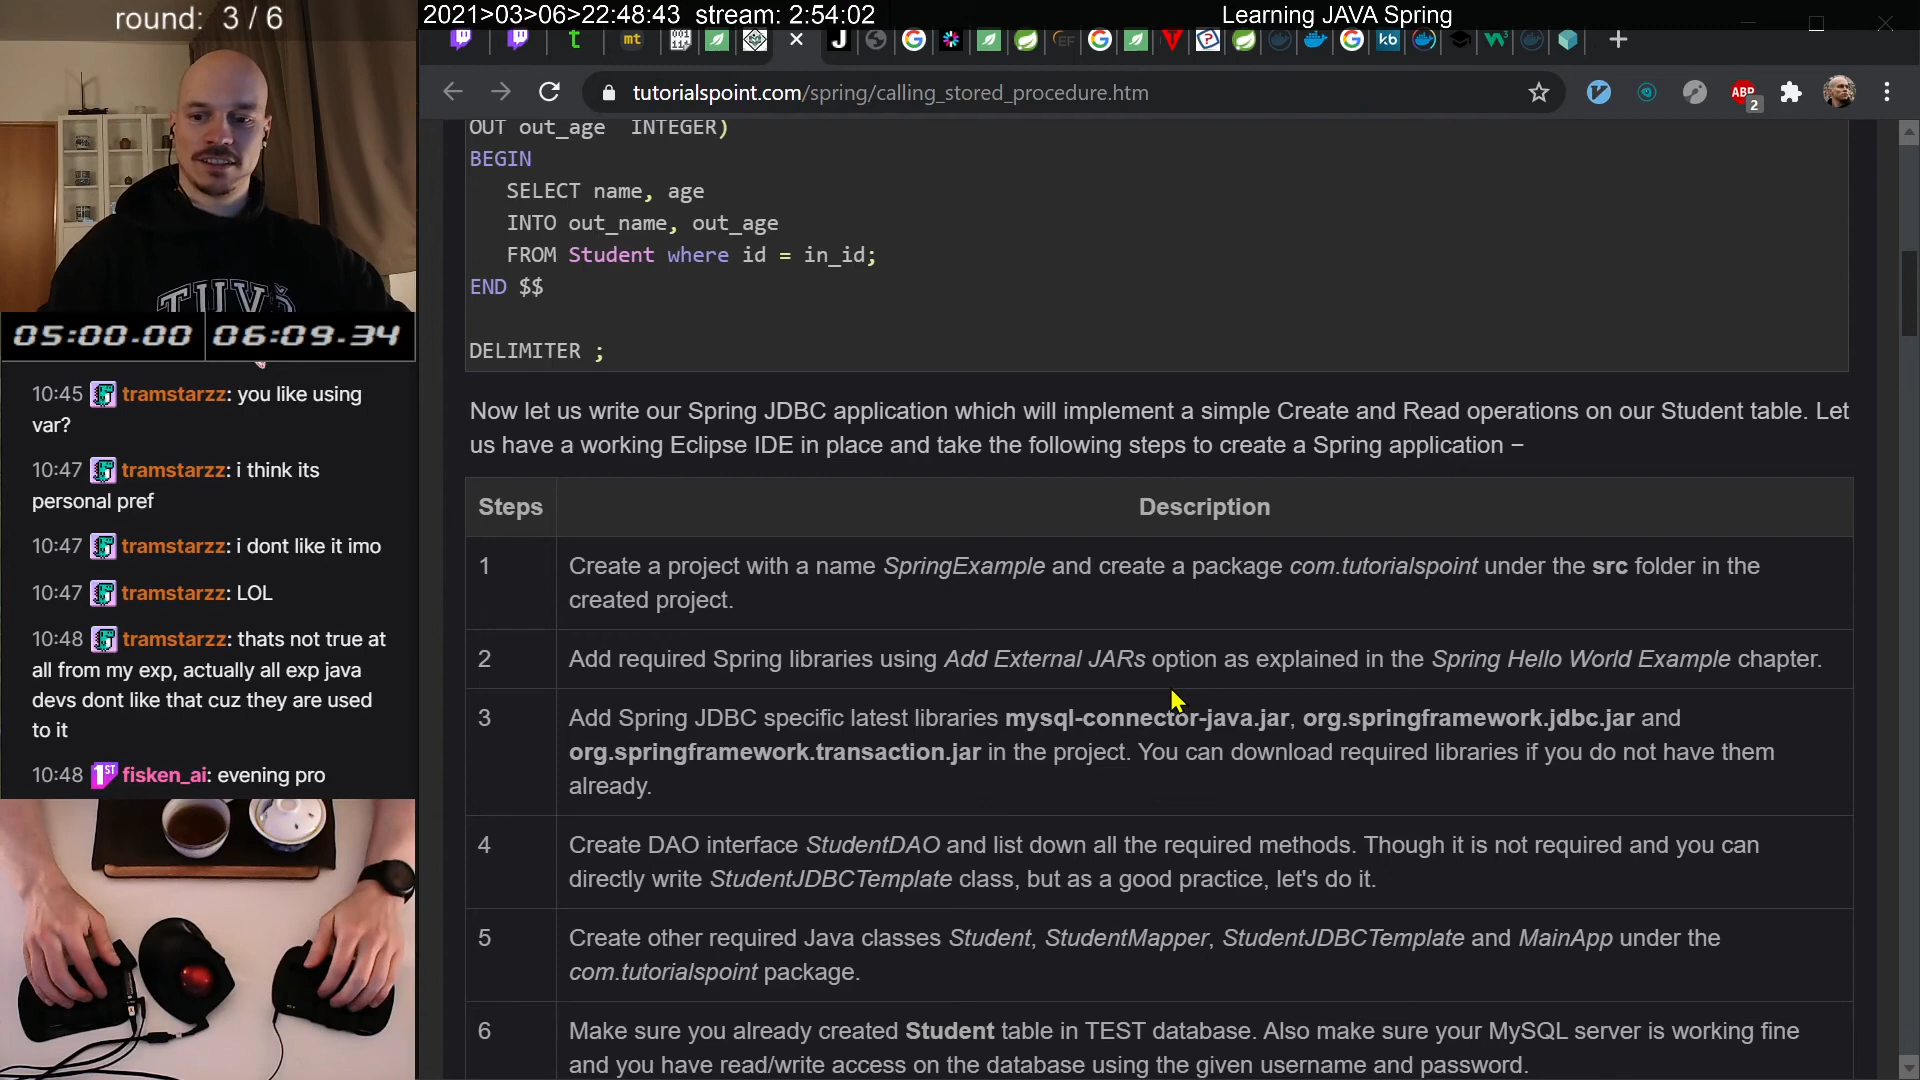 round: 3 / 6
2021>03>06>22:48:43 stream: 2:54:02
Learning JAVA Spring
tutorialspoint.com/spring/calling_stored_procedure.htm
ABP
2
OUT out_age INTEGER)
BEGIN
SELECT name, age
INTO out_name, out_age
FROM Student where id = in_id;
END $$
DELIMITER ;
05:00.00
06:09.34
10:45 tramstarzz: you like using
var?
10:47 tramstarzz: i think its
personal pref
10:47 tramstarzz: i dont like it imo
10:47 tramstarzz: LOL
10:48 tramstarzz: thats not true at
all from my exp, actually all exp java
devs dont like that cuz they are used
to it
10:48 1ST fisken_ai: evening pro
Now let us write our Spring JDBC application which will implement a simple Create and Read operations on our Student table. Let
us have a working Eclipse IDE in place and take the following steps to create a Spring application −
Steps
Description
1
Create a project with a name SpringExample and create a package com.tutorialspoint under the src folder in the
created project.
2
Add required Spring libraries using Add External JARs option as explained in the Spring Hello World Example chapter.
3
Add Spring JDBC specific latest libraries mysql-connector-java.jar, org.springframework.jdbc.jar and
org.springframework.transaction.jar in the project. You can download required libraries if you do not have them
already.
4
Create DAO interface StudentDAO and list down all the required methods. Though it is not required and you can
directly write StudentJDBCTemplate class, but as a good practice, let's do it.
5
Create other required Java classes Student, StudentMapper, StudentJDBCTemplate and MainApp under the
com.tutorialspoint package.
6
Make sure you already created Student table in TEST database. Also make sure your MySQL server is working fine
and you have read/write access on the database using the given username and password.